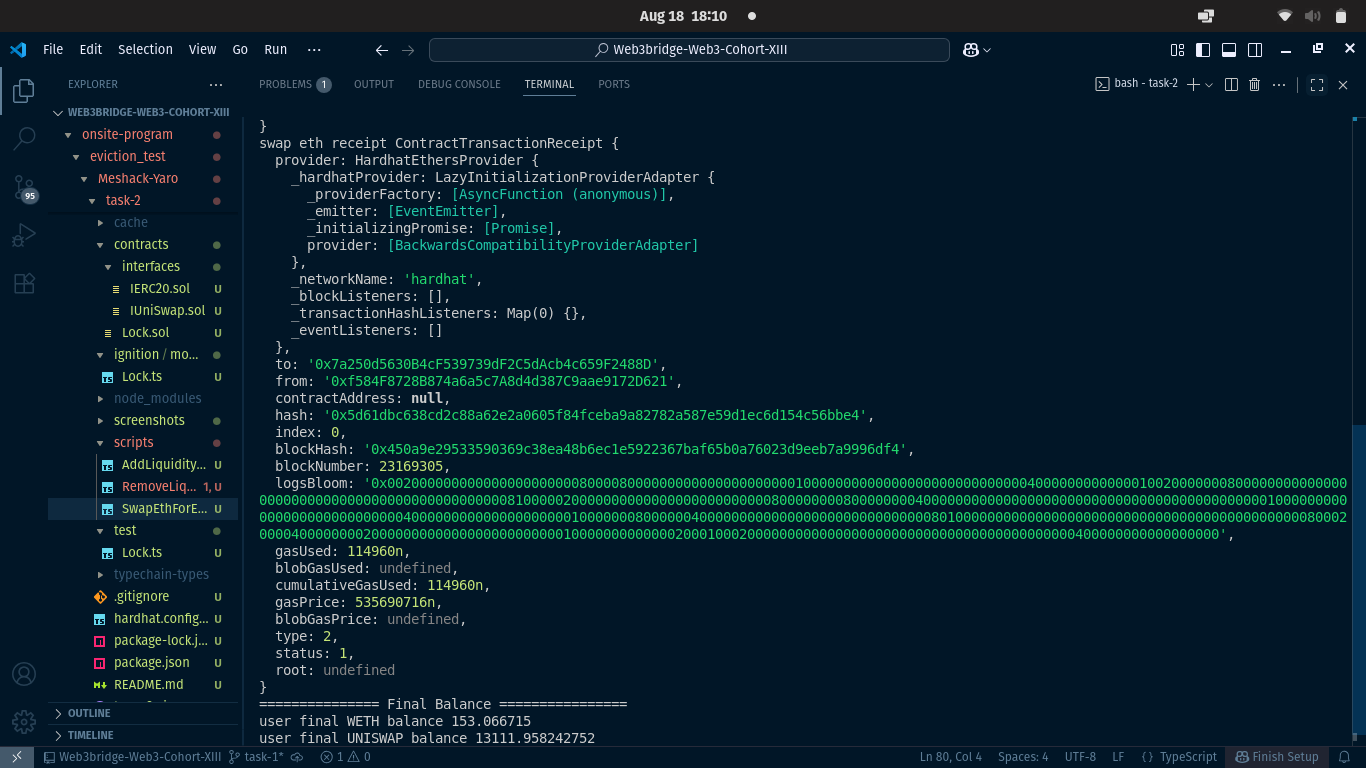 Aug 18 18:10
File Edit Selection View Go Run ···
Web3bridge-Web3-Cohort-XIII
EXPLORER ···
PROBLEMS 1 OUTPUT DEBUG CONSOLE TERMINAL PORTS
bash - task-2
WEB3BRIDGE-WEB3-COHORT-XIII
onsite-program
eviction_test
Meshack-Yaro
task-2
cache
contracts
interfaces
IERC20.sol U
IUniSwap.sol U
Lock.sol U
ignition / mo...
Lock.ts U
node_modules
screenshots
scripts
AddLiquidity... U
RemoveLiq... 1, U
SwapEthForE... U
test
Lock.ts U
typechain-types
.gitignore U
hardhat.config... U
package-lock.j... U
package.json U
README.md U
OUTLINE
TIMELINE
95
}
swap eth receipt ContractTransactionReceipt {
provider: HardhatEthersProvider {
_hardhatProvider: LazyInitializationProviderAdapter {
_providerFactory: [AsyncFunction (anonymous)],
_emitter: [EventEmitter],
_initializingPromise: [Promise],
provider: [BackwardsCompatibilityProviderAdapter]
},
_networkName: 'hardhat',
_blockListeners: [],
_transactionHashListeners: Map(0) {},
_eventListeners: []
},
to: '0x7a250d5630B4cF539739dF2C5dAcb4c659F2488D',
from: '0xf584F8728B874a6a5c7A8d4d387C9aae9172D621',
contractAddress: null,
hash: '0x5d61dbc638cd2c88a62e2a0605f84fceba9a82782a587e59d1ec6d154c56bbe4',
index: 0,
blockHash: '0x450a9e29533590369c38ea48b6ec1e5922367baf65b0a76023d9eeb7a9996df4',
blockNumber: 23169305,
logsBloom:
gasUsed: 114960n,
blobGasUsed: undefined,
cumulativeGasUsed: 114960n,
gasPrice: 535690716n,
blobGasPrice: undefined,
type: 2,
status: 1,
root: undefined
}
=============== Final Balance ================
user final WETH balance 153.066715
user final UNISWAP balance 13111.958242752
Web3bridge-Web3-Cohort-XIII task-1* 1 0 Ln 80, Col 4 Spaces: 4 UTF-8 LF {} TypeScript Finish Setup